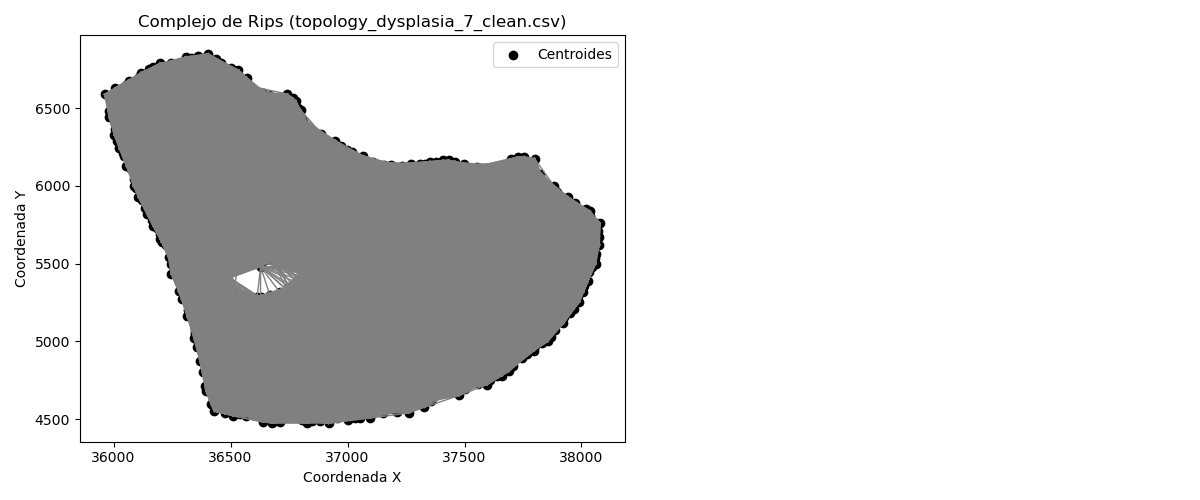 Complejo de Rips (topology_dysplasia_7_clean.csv)
Centroides
6500
6000
5500
5000
4500
Coordenada Y
36000 36500 37000 37500 38000
Coordenada X